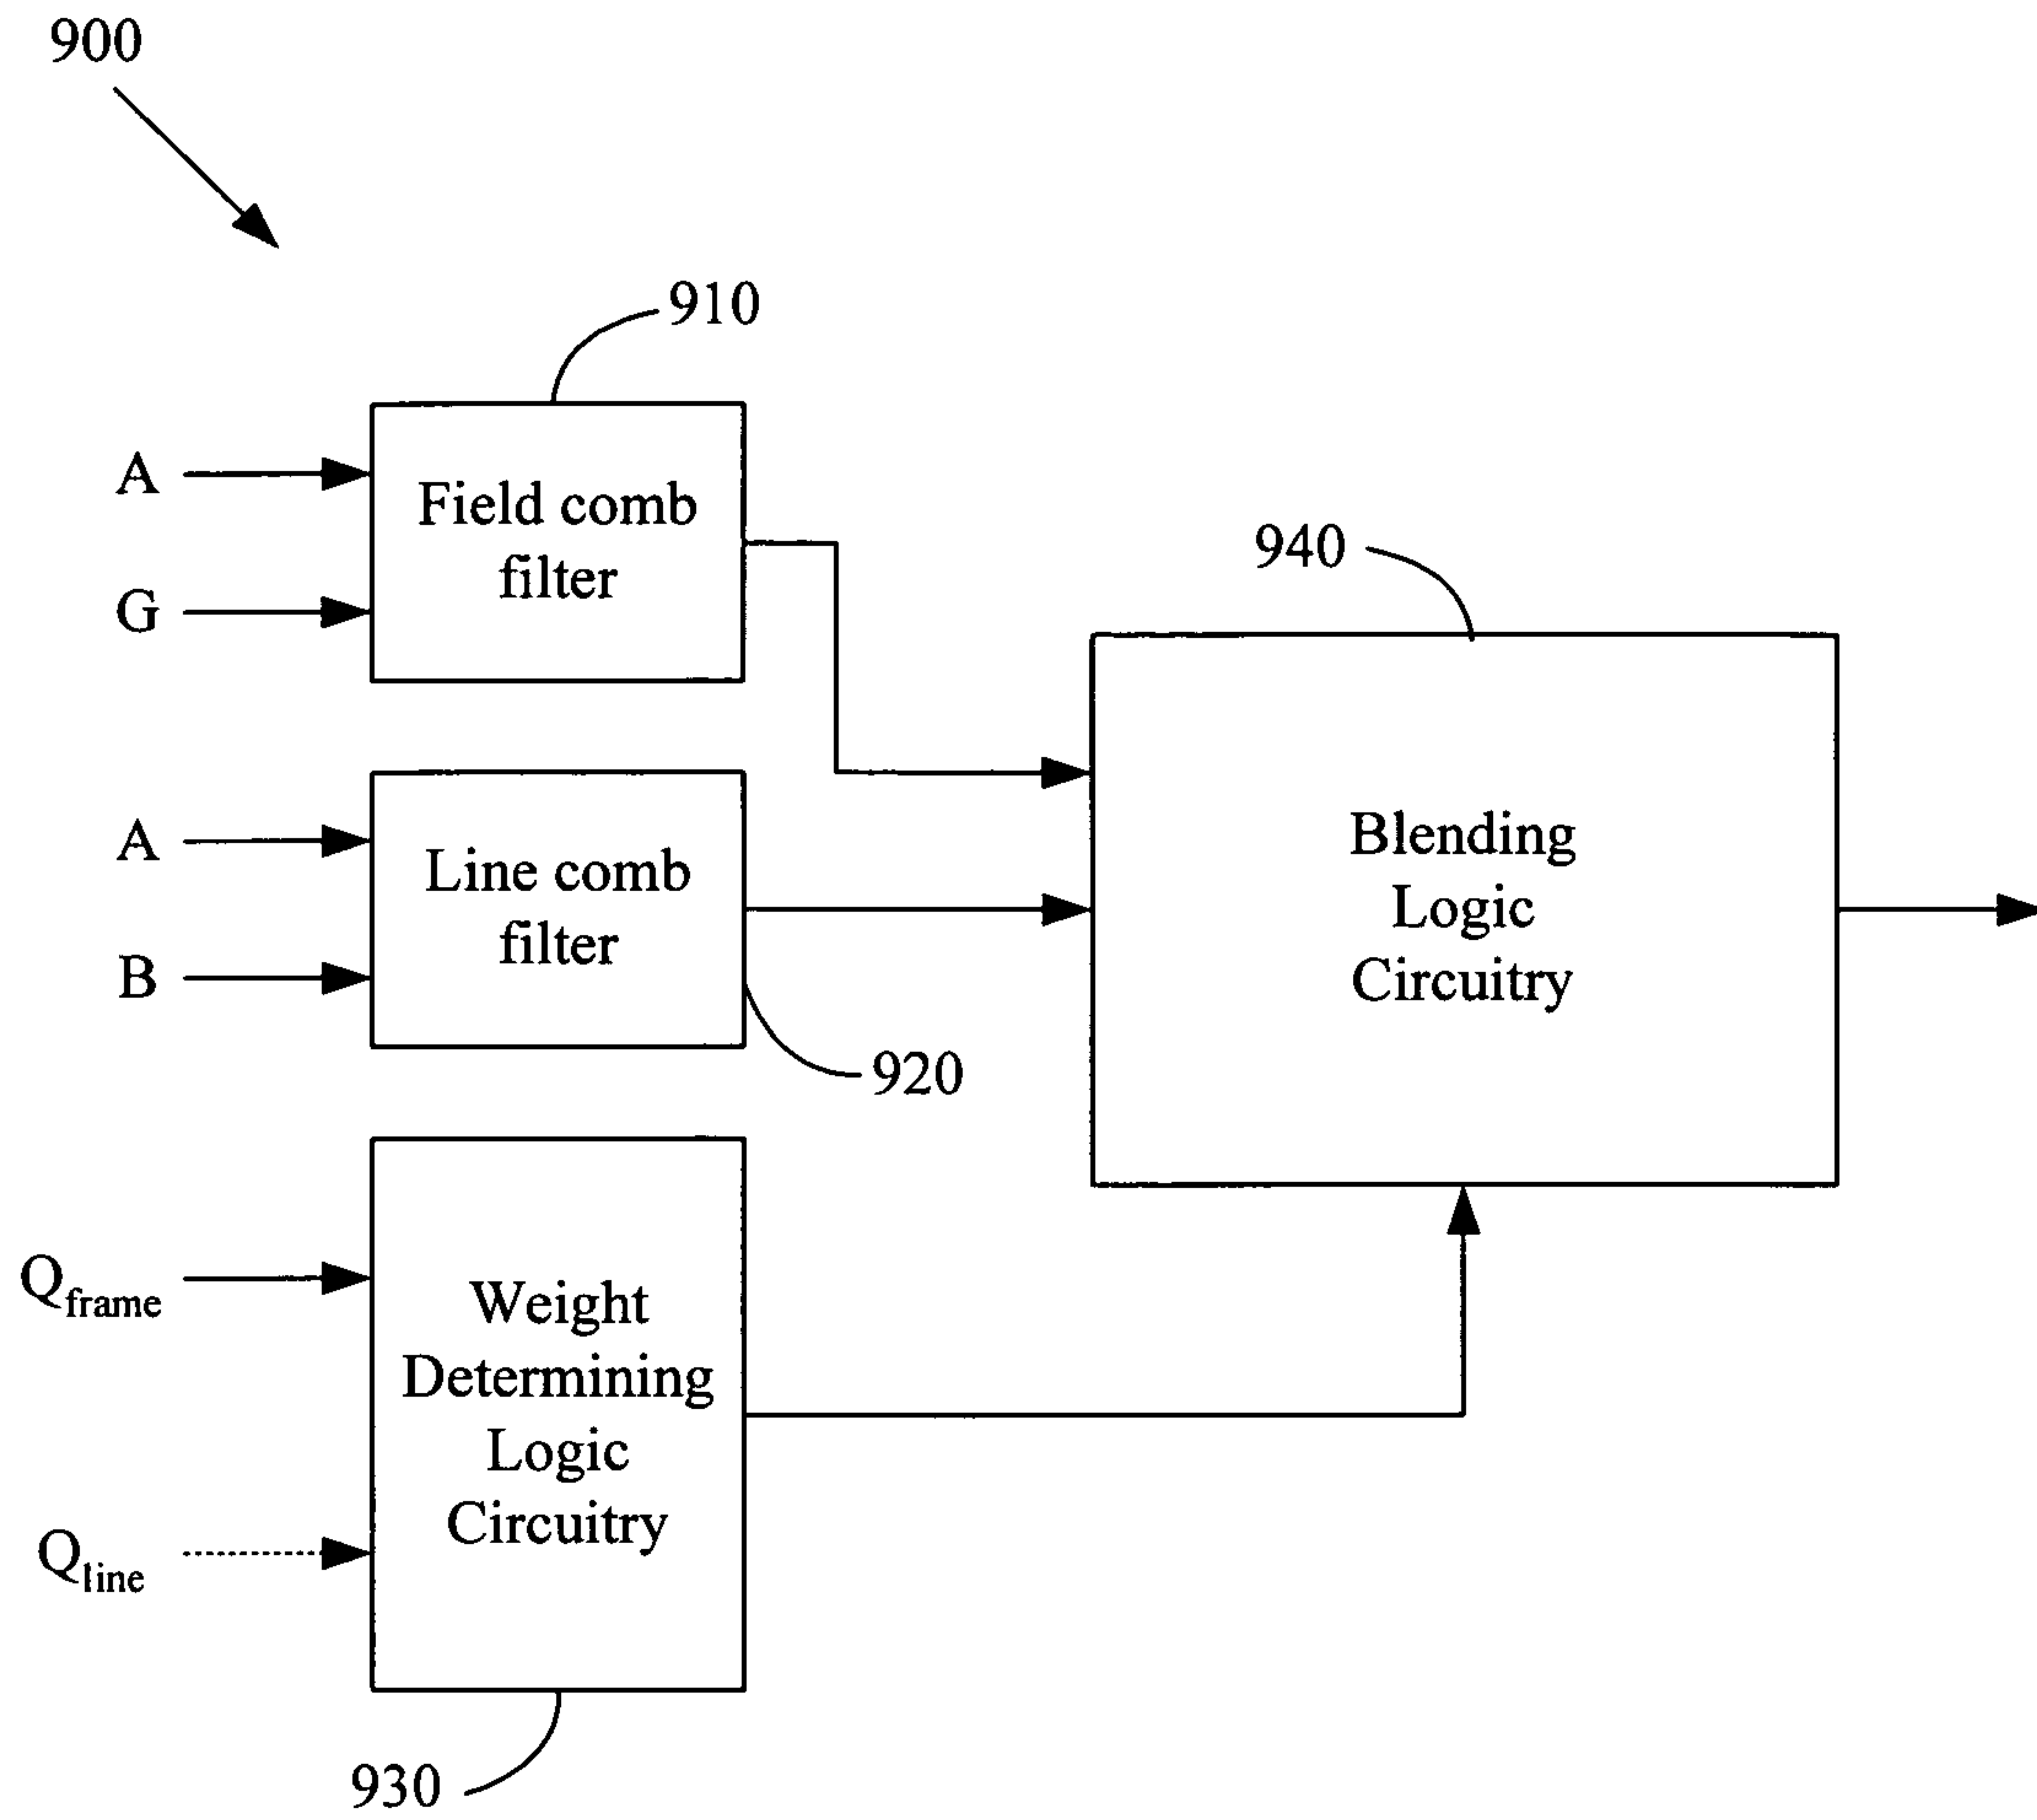 900
910
A
Field comb
filter
G
940
A
Line comb
filter
B
920
Blending
Logic
Circuitry
Qframe
Weight
Determining
Logic
Circuitry
Qline
930